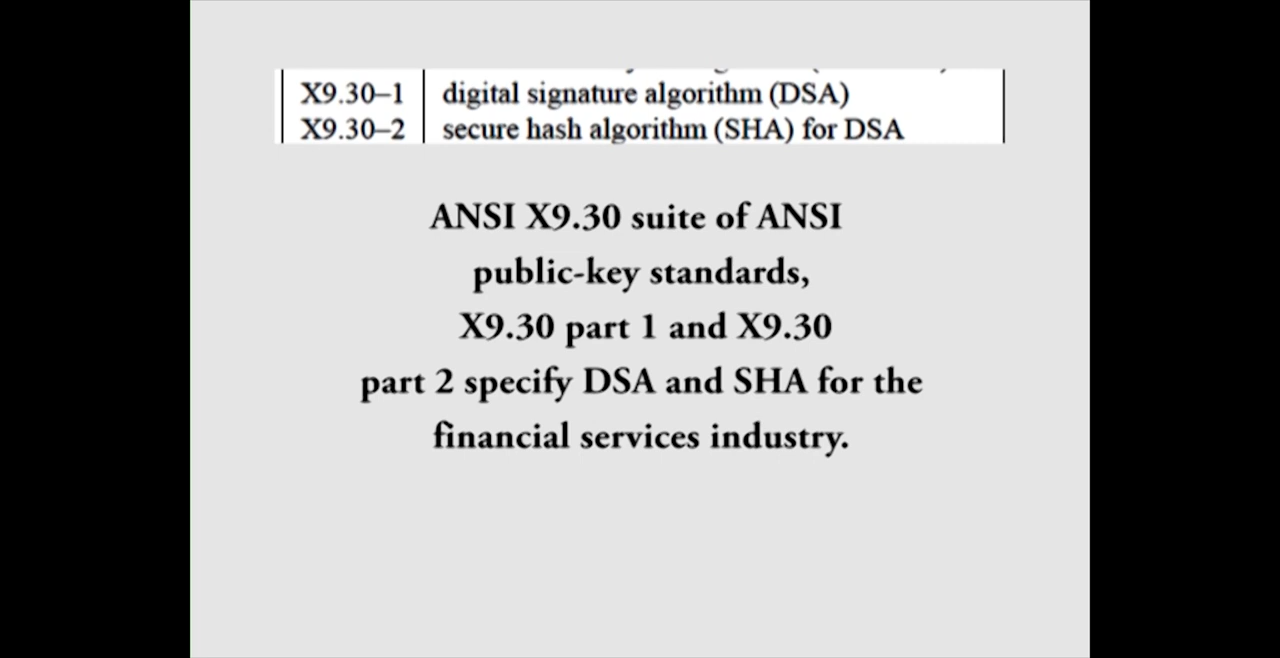 X9.30–1 digital signature algorithm (DSA)
X9.30–2 secure hash algorithm (SHA) for DSA
ANSI X9.30 suite of ANSI
public-key standards,
X9.30 part 1 and X9.30
part 2 specify DSA and SHA for the
financial services industry.